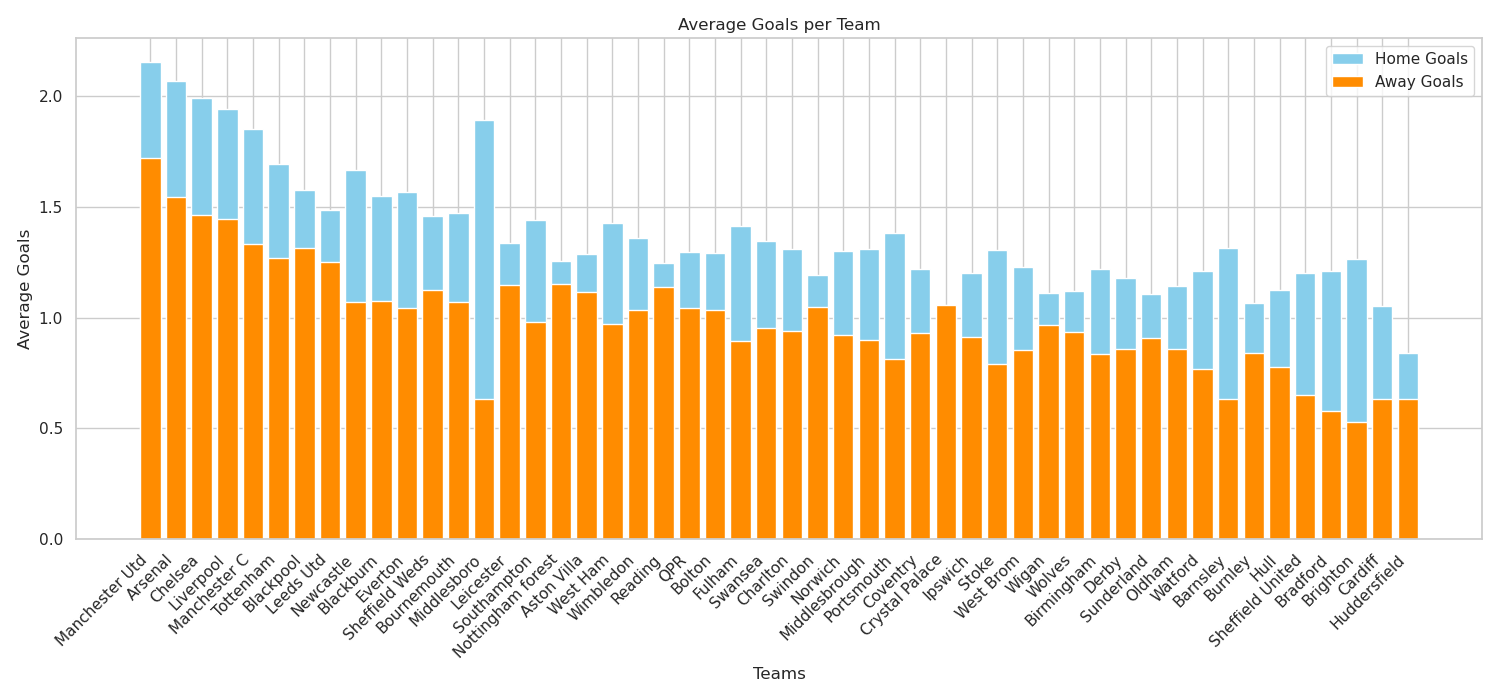 Average Goals per Team
Home Goals
Away Goals
Average Goals
2.0
1.5
1.0
0.5
0.0
Manchester Utd
Arsenal
Chelsea
Liverpool
Manchester C
Tottenham
Blackpool
Leeds Utd
Newcastle
Blackburn
Everton
Sheffield Weds
Bournemouth
Middlesboro
Leicester
Southampton
Nottingham forest
Aston Villa
West Ham
Wimbledon
Reading
QPR
Bolton
Fulham
Swansea
Charlton
Swindon
Norwich
Middlesbrough
Portsmouth
Coventry
Crystal Palace
Ipswich
Stoke
West Brom
Wigan
Wolves
Birmingham
Derby
Sunderland
Oldham
Watford
Barnsley
Burnley
Hull
Sheffield United
Bradford
Brighton
Cardiff
Huddersfield
Teams